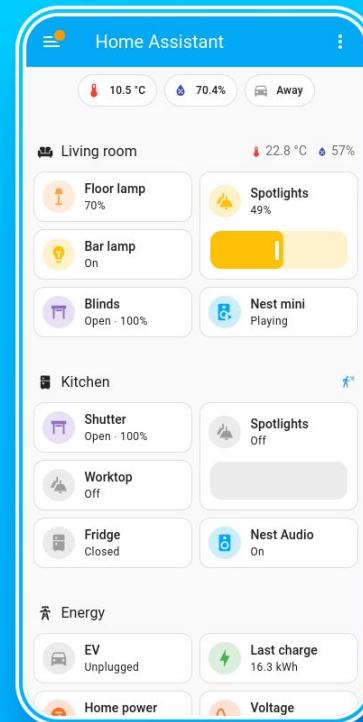 Home Assistant
10.5 °C
70.4%
Away
Living room
22.8 °C
57%
Floor lamp
70%
Spotlights
49%
Bar lamp
On
Blinds
Open · 100%
Nest mini
Playing
Kitchen
Shutter
Open · 100%
Spotlights
Off
Worktop
Off
Fridge
Closed
Nest Audio
On
Energy
EV
Unplugged
Last charge
16.3 kWh
Home power
Voltage